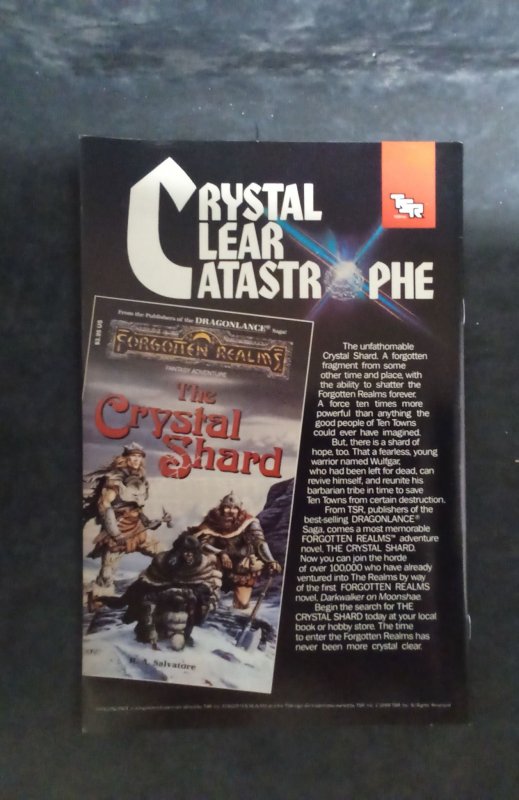 CRYSTAL
CLEAR
CATASTROPHE
TSR
$3.95 US
From the Publishers of the DRAGONLANCE® Saga!
FORGOTTEN REALMS
FANTASY ADVENTURE
The
Crystal
Shard
R. A. Salvatore
The unfathomable
Crystal Shard. A forgotten
fragment from some
other time and place, with
the ability to shatter the
Forgotten Realms forever.
A force ten times more
powerful than anything the
good people of Ten Towns
could ever have imagined.
But, there is a shard of
hope, too. That a fearless, young
warrior named Wulfgar,
who had been left for dead, can
revive himself, and reunite his
barbarian tribe in time to save
Ten Towns from certain destruction.
From TSR, publishers of the
best-selling DRAGONLANCE®
Saga, comes a most memorable
FORGOTTEN REALMS™ adventure
novel, THE CRYSTAL SHARD.
Now you can join the horde
of over 100,000 who have already
ventured into The Realms by way
of the first FORGOTTEN REALMS
novel, Darkwalker on Moonshae.
Begin the search for THE
CRYSTAL SHARD today at your local
book or hobby store. The time
to enter the Forgotten Realms has
never been more crystal clear.